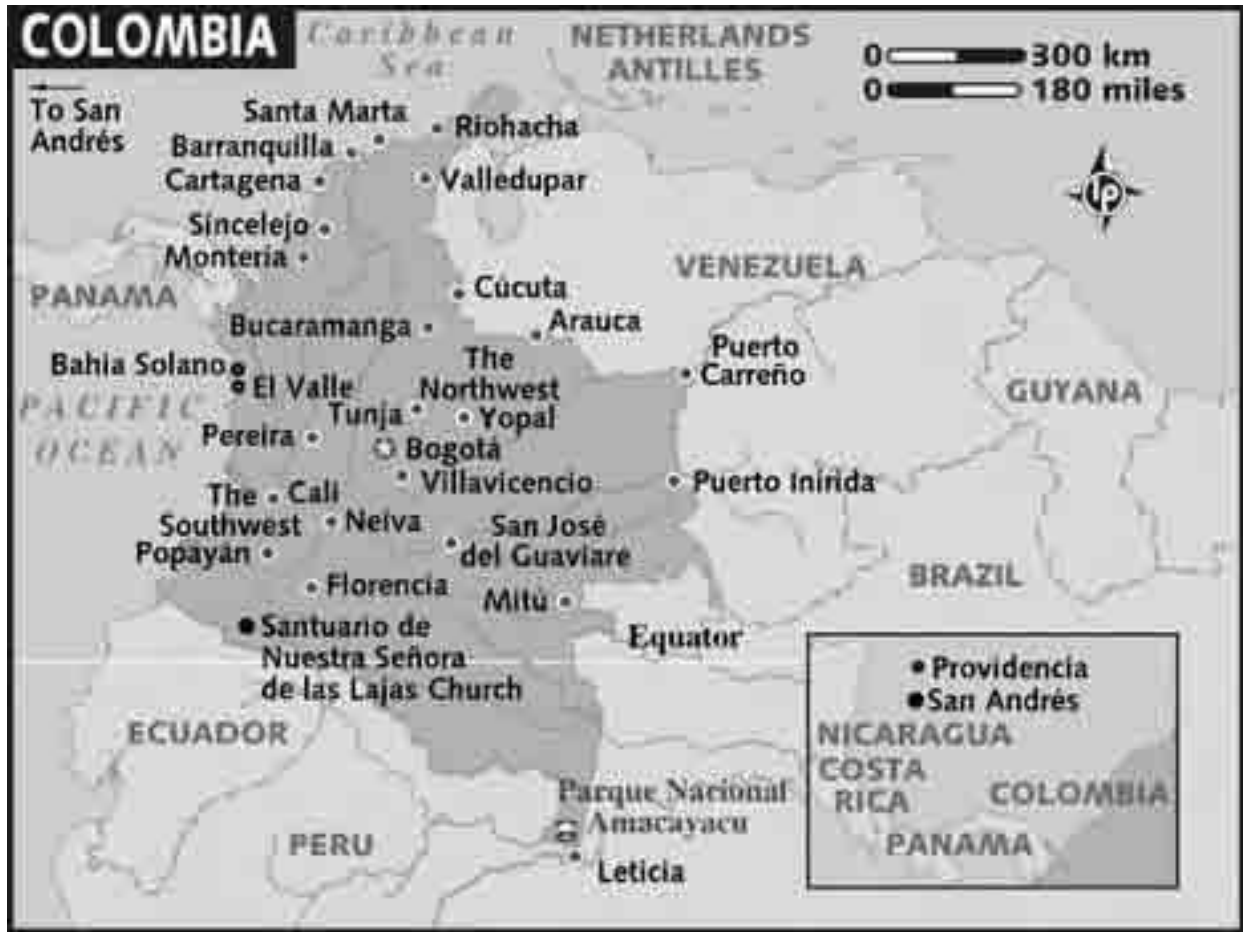 COLOMBIA
Caribbean
Sea
NETHERLANDS
ANTILLES
0 300 km
0 180 miles
To San
Andrés
Santa Marta
Riohacha
Barranquilla
Cartagena
Valledupar
Sincelejo
Montería
PANAMA
VENEZUELA
Cúcuta
Arauca
Bucaramanga
Puerto
Carreño
Bahía Solano
El Valle
The
Northwest
GUYANA
PACIFIC
OCEAN
Tunja
Yopal
Pereira
Bogotá
Villavicencio
Puerto Inírida
The
Southwest
Cali
Neiva
San José
del Guaviare
Popayán
Florencia
Mitú
BRAZIL
Santuario de
Nuestra Señora
de las Lajas Church
Equator
ECUADOR
Parque Nacional
Amacayacu
PERU
Leticia
Providencia
San Andrés
NICARAGUA
COSTA
RICA
COLOMBIA
PANAMA
lp